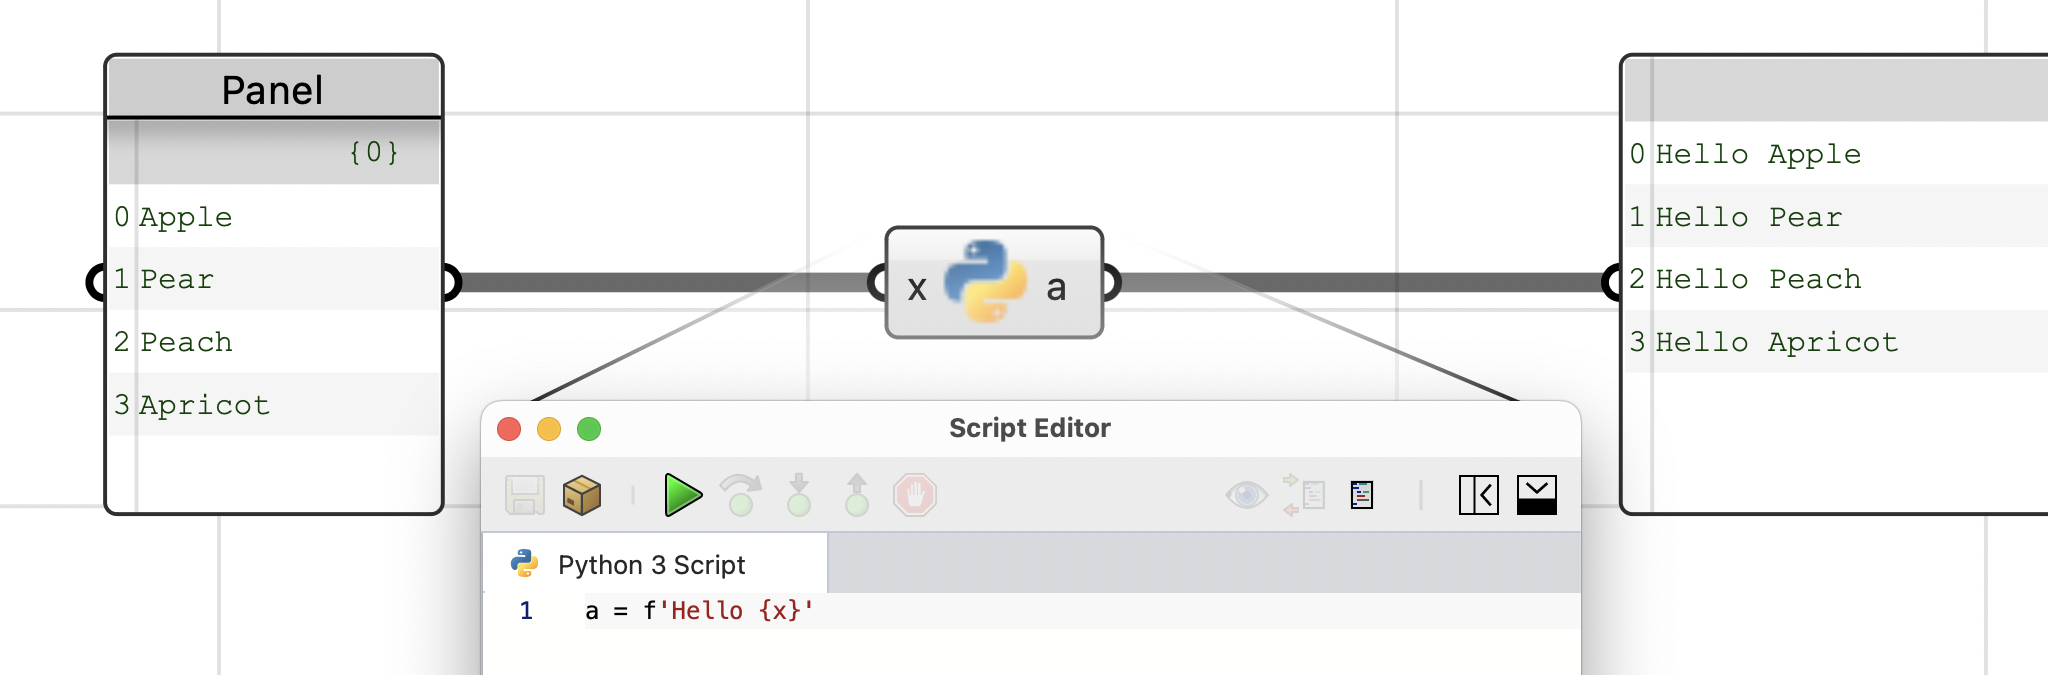 Panel
{0}
0 Apple
1 Pear
2 Peach
3 Apricot
x a
0 Hello Apple
1 Hello Pear
2 Hello Peach
3 Hello Apricot
Script Editor
Python 3 Script
1 a = f'Hello {x}'